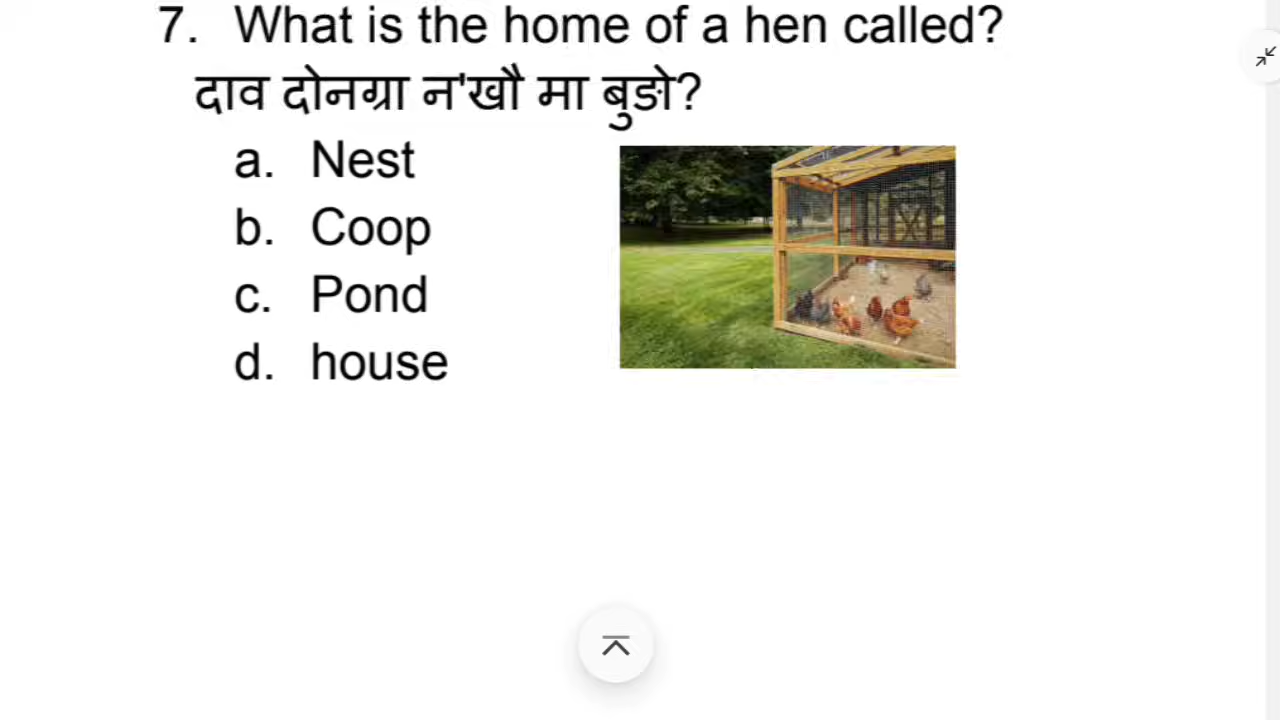 7. What is the home of a hen called?
दाव दोनग्रा न'खौ मा बुङो?
a. Nest
b. Coop
c. Pond
d. house